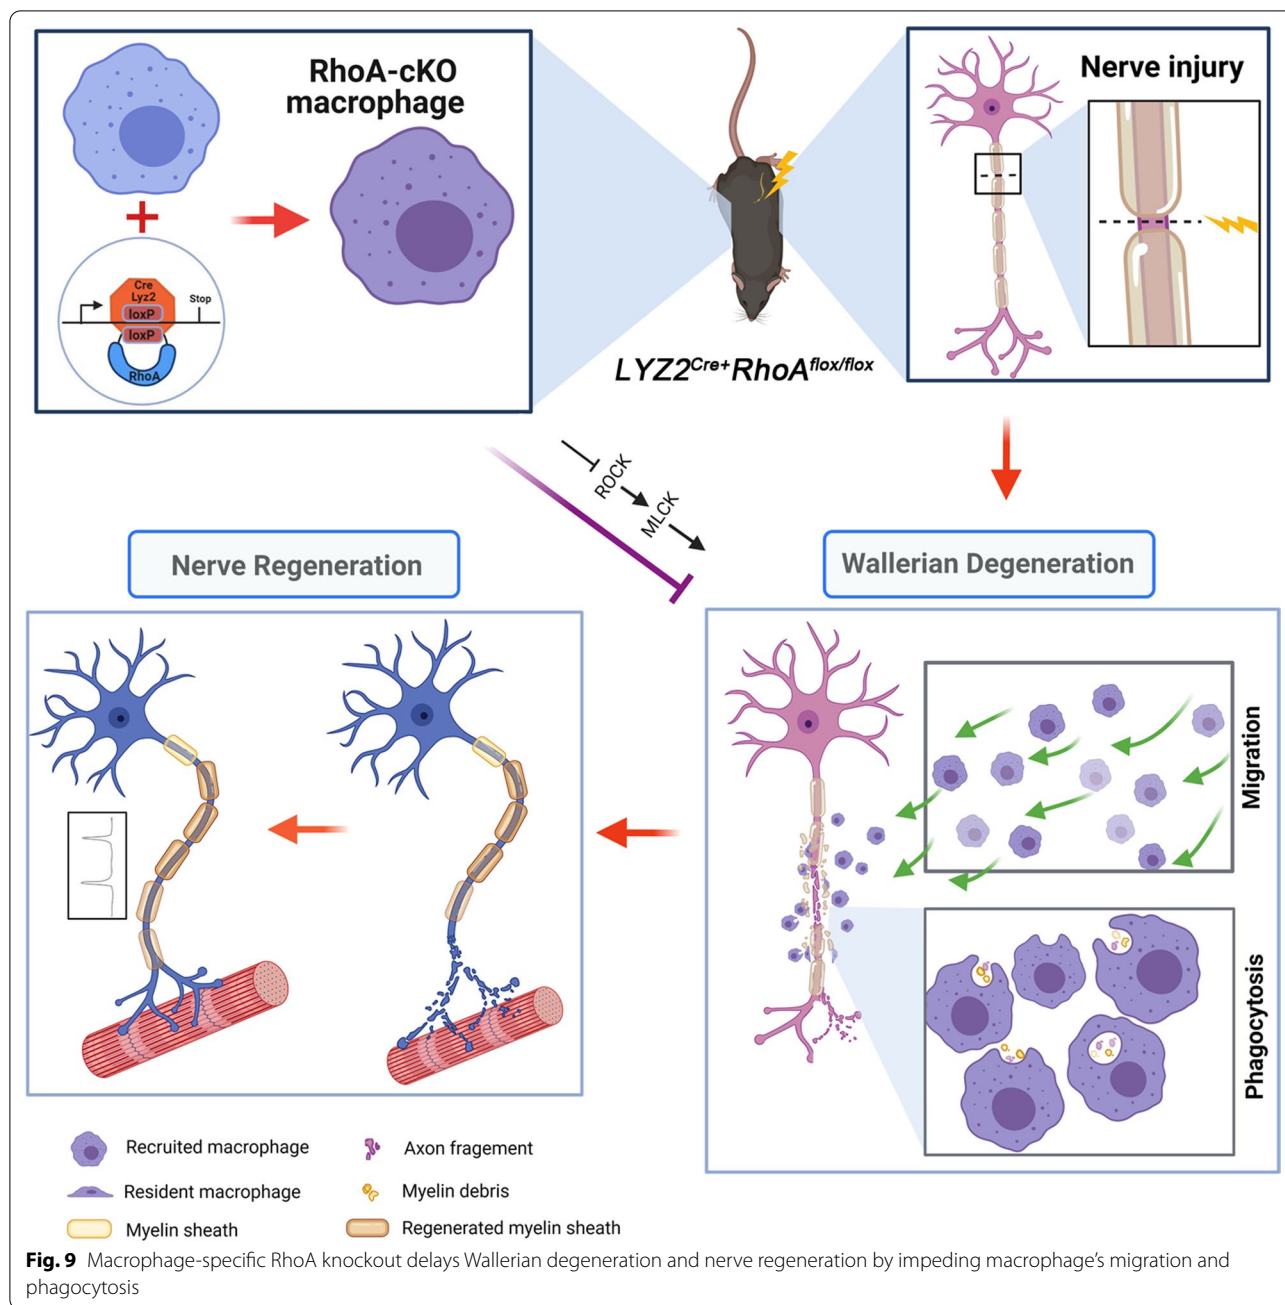 RhoA-cKO
macrophage
Cre
Lyz2
loxP
loxP
Stop
RhoA
LYZ2Cre+RhoAflox/flox
Nerve injury
ROCK
MLCK
Nerve Regeneration
Wallerian Degeneration
Migration
Phagocytosis
Recruited macrophage
Axon fragement
Resident macrophage
Myelin debris
Myelin sheath
Regenerated myelin sheath
Fig. 9 Macrophage-specific RhoA knockout delays Wallerian degeneration and nerve regeneration by impeding macrophage’s migration and
phagocytosis